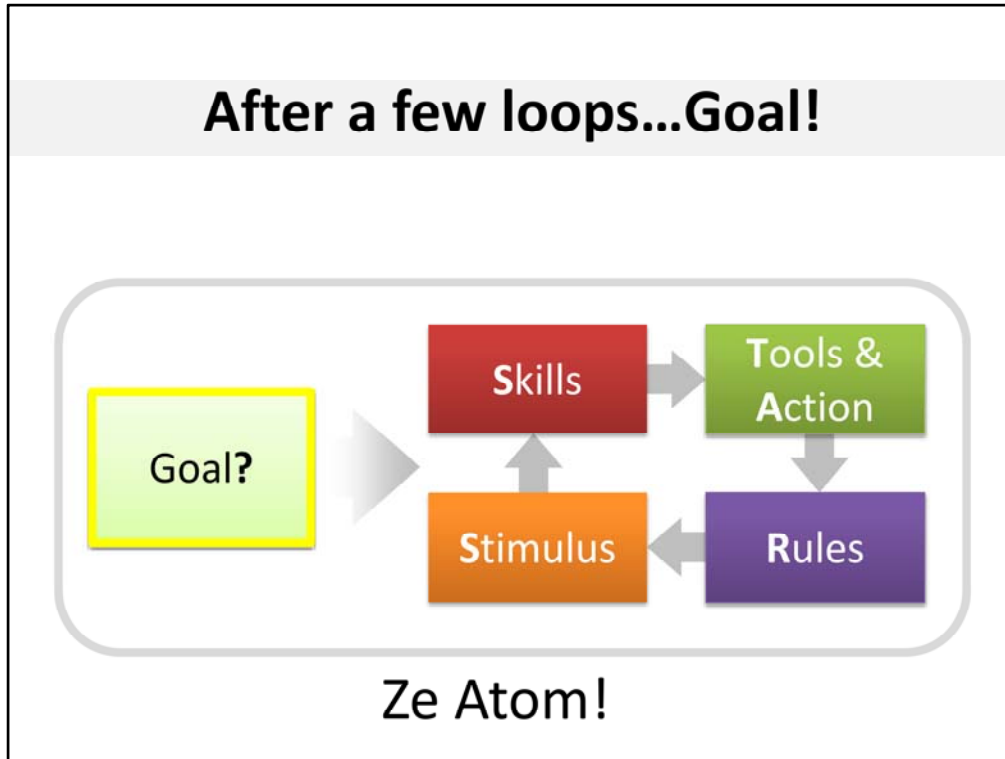 After a few loops...Goal!
Goal?
Skills
Tools &
Action
Stimulus
Rules
Ze Atom!